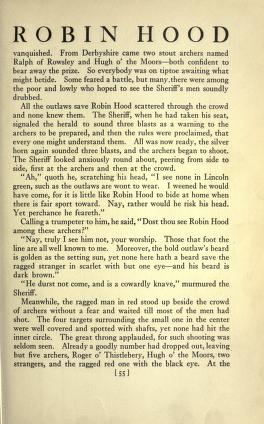 ROBIN HOOD
vanquished. From Derbyshire came two stout archers named
Ralph of Rowsley and Hugh o' the Moors—both confident to
bear away the prize. So everybody was on tiptoe awaiting what
might betide. Some feared a battle, but many there were among
the poor and lowly who hoped to see the Sheriff's men soundly
drubbed.
All the outlaws save Robin Hood scattered through the crowd
and none knew them. The Sheriff, when he had taken his seat,
signaled the herald to sound three blasts as a warning to the
archers to be prepared, and then the rules were proclaimed, that
every one might understand them. All was now ready, the silver
horn again sounded three blasts, and the archers began to shoot.
The Sheriff looked anxiously round about, peering from side to
side, first at the archers and then at the crowd.
"Ah," quoth he, scratching his head, "I see none in Lincoln
green, such as the outlaws are wont to wear. I weened he would
have come, for it is little like Robin Hood to bide at home when
there is fair sport toward. Nay, rather would he risk his head.
Yet perchance he feareth."
Calling a trumpeter to him, he said, "Dost thou see Robin Hood
among these archers?"
"Nay, truly I see him not, your worship. Those that foot the
line are all well known to me. Moreover, the bold outlaw's beard
is golden as the setting sun, yet none here hath a beard save the
ragged stranger in scarlet with but one eye—and his beard is
dark brown."
"He durst not come, and is a cowardly knave," murmured the
Sheriff.
Meanwhile, the ragged man in red stood up beside the crowd
of archers without a fear and waited till most of the men had
shot. The four targets surrounding the small one in the center
were well covered and spotted with shafts, yet none had hit the
inner circle. The great throng applauded, for such shooting was
seldom seen. Already a goodly number had dropped out, leaving
but five archers, Roger o' Thistlebery, Hugh o' the Moors, two
strangers, and the ragged red one with the black eye. At the
[55]